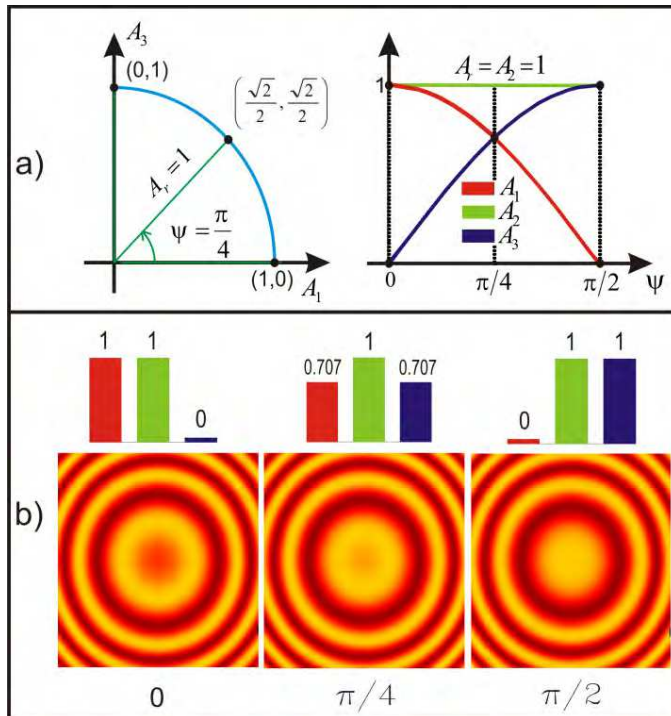 a)
A₃
(0,1)
(√2/2, √2/2)
Aᵣ=1
ψ = π/4
(1,0)
A₁
Aᵣ=A₂=1
1
A₁
A₂
A₃
0
π/4
π/2
ψ
b)
1 1 0
0.707 1 0.707
0 1 1
0
π/4
π/2